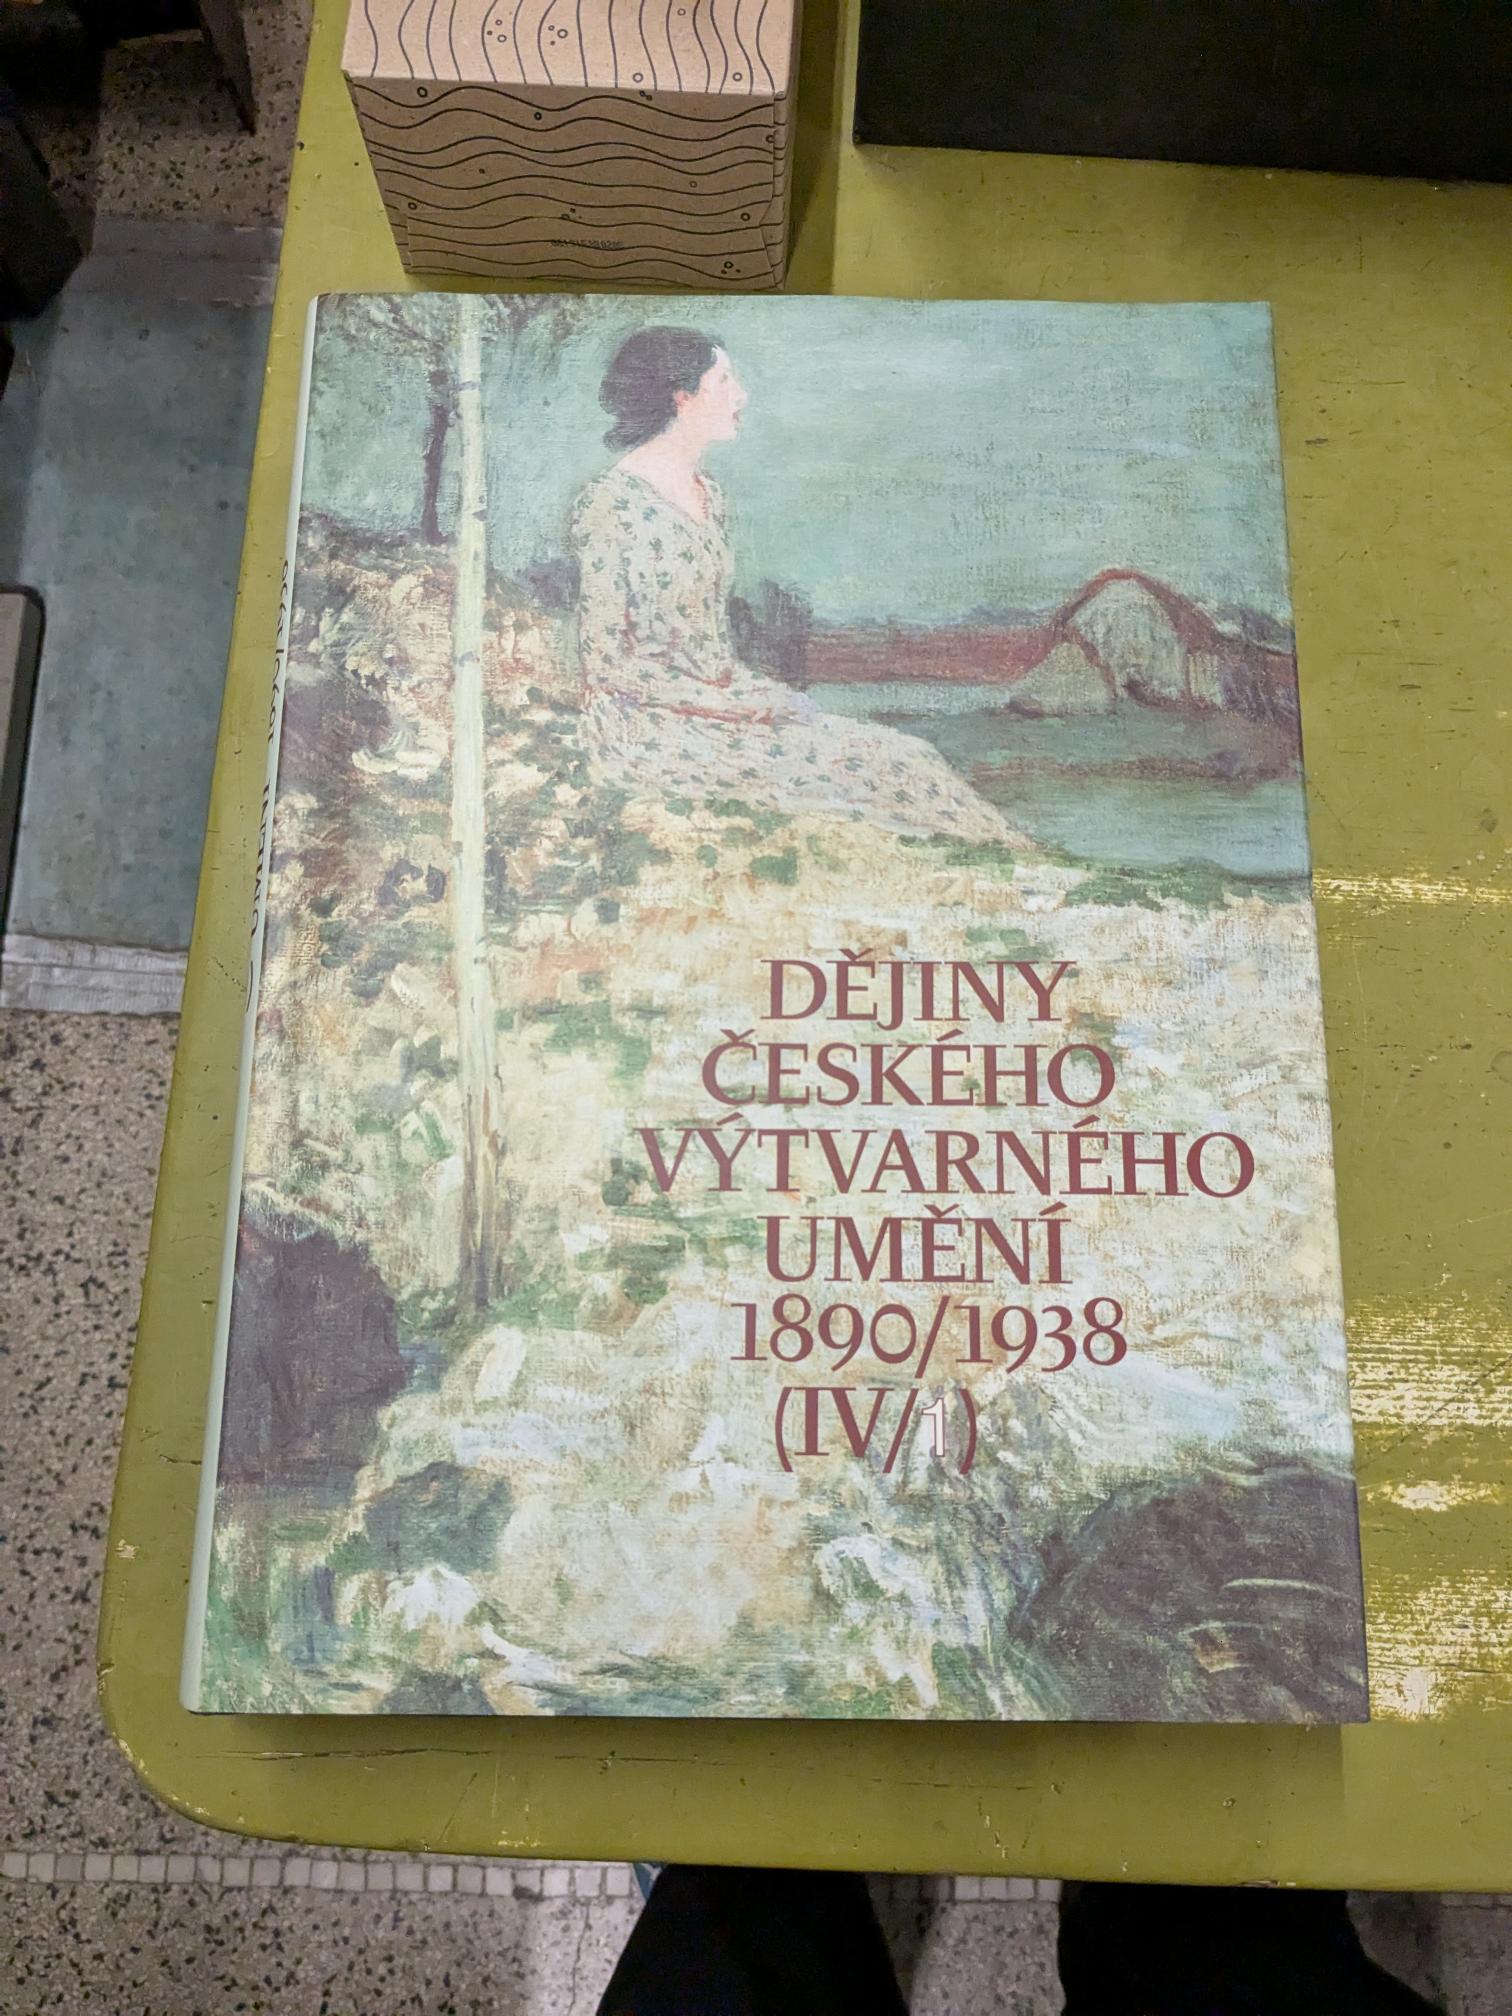 DĚJINY
ČESKÉHO
VÝTVARNÉHO
UMĚNÍ
1890/1938
(IV/1)